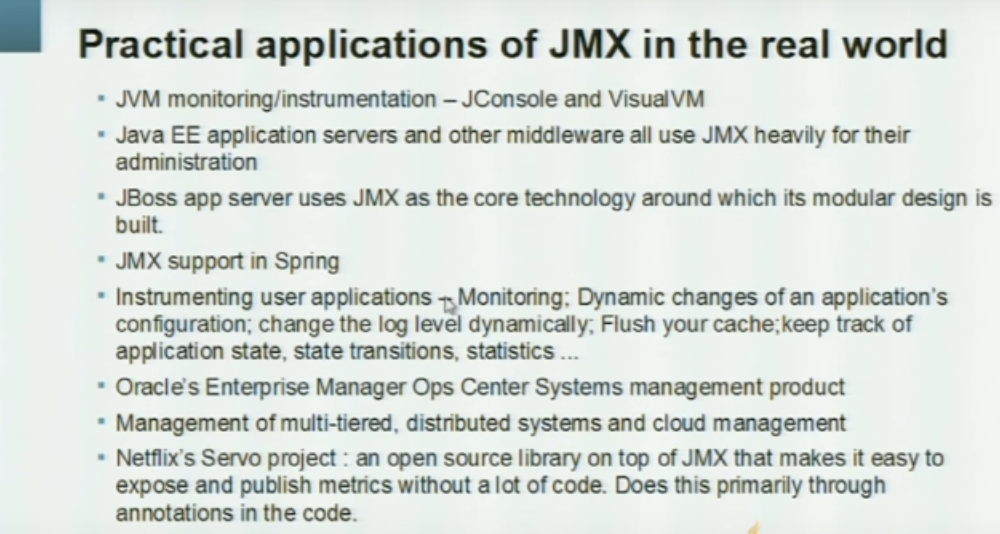 Practical applications of JMX in the real world
▪ JVM monitoring/instrumentation – JConsole and VisualVM
▪ Java EE application servers and other middleware all use JMX heavily for their
administration
▪ JBoss app server uses JMX as the core technology around which its modular design is
built.
▪ JMX support in Spring
▪ Instrumenting user applications – Monitoring; Dynamic changes of an application's
configuration; change the log level dynamically; Flush your cache;keep track of
application state, state transitions, statistics ...
▪ Oracle's Enterprise Manager Ops Center Systems management product
▪ Management of multi-tiered, distributed systems and cloud management
▪ Netflix's Servo project : an open source library on top of JMX that makes it easy to
expose and publish metrics without a lot of code. Does this primarily through
annotations in the code.